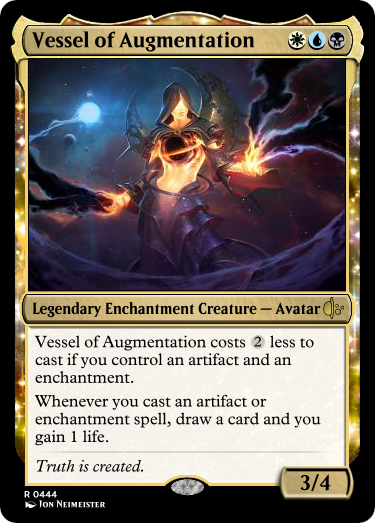 Vessel of Augmentation
Legendary Enchantment Creature — Avatar
Vessel of Augmentation costs 2 less to
cast if you control an artifact and an
enchantment.
Whenever you cast an artifact or
enchantment spell, draw a card and you
gain 1 life.
Truth is created.
3/4
R 0444
Jon Neimeister